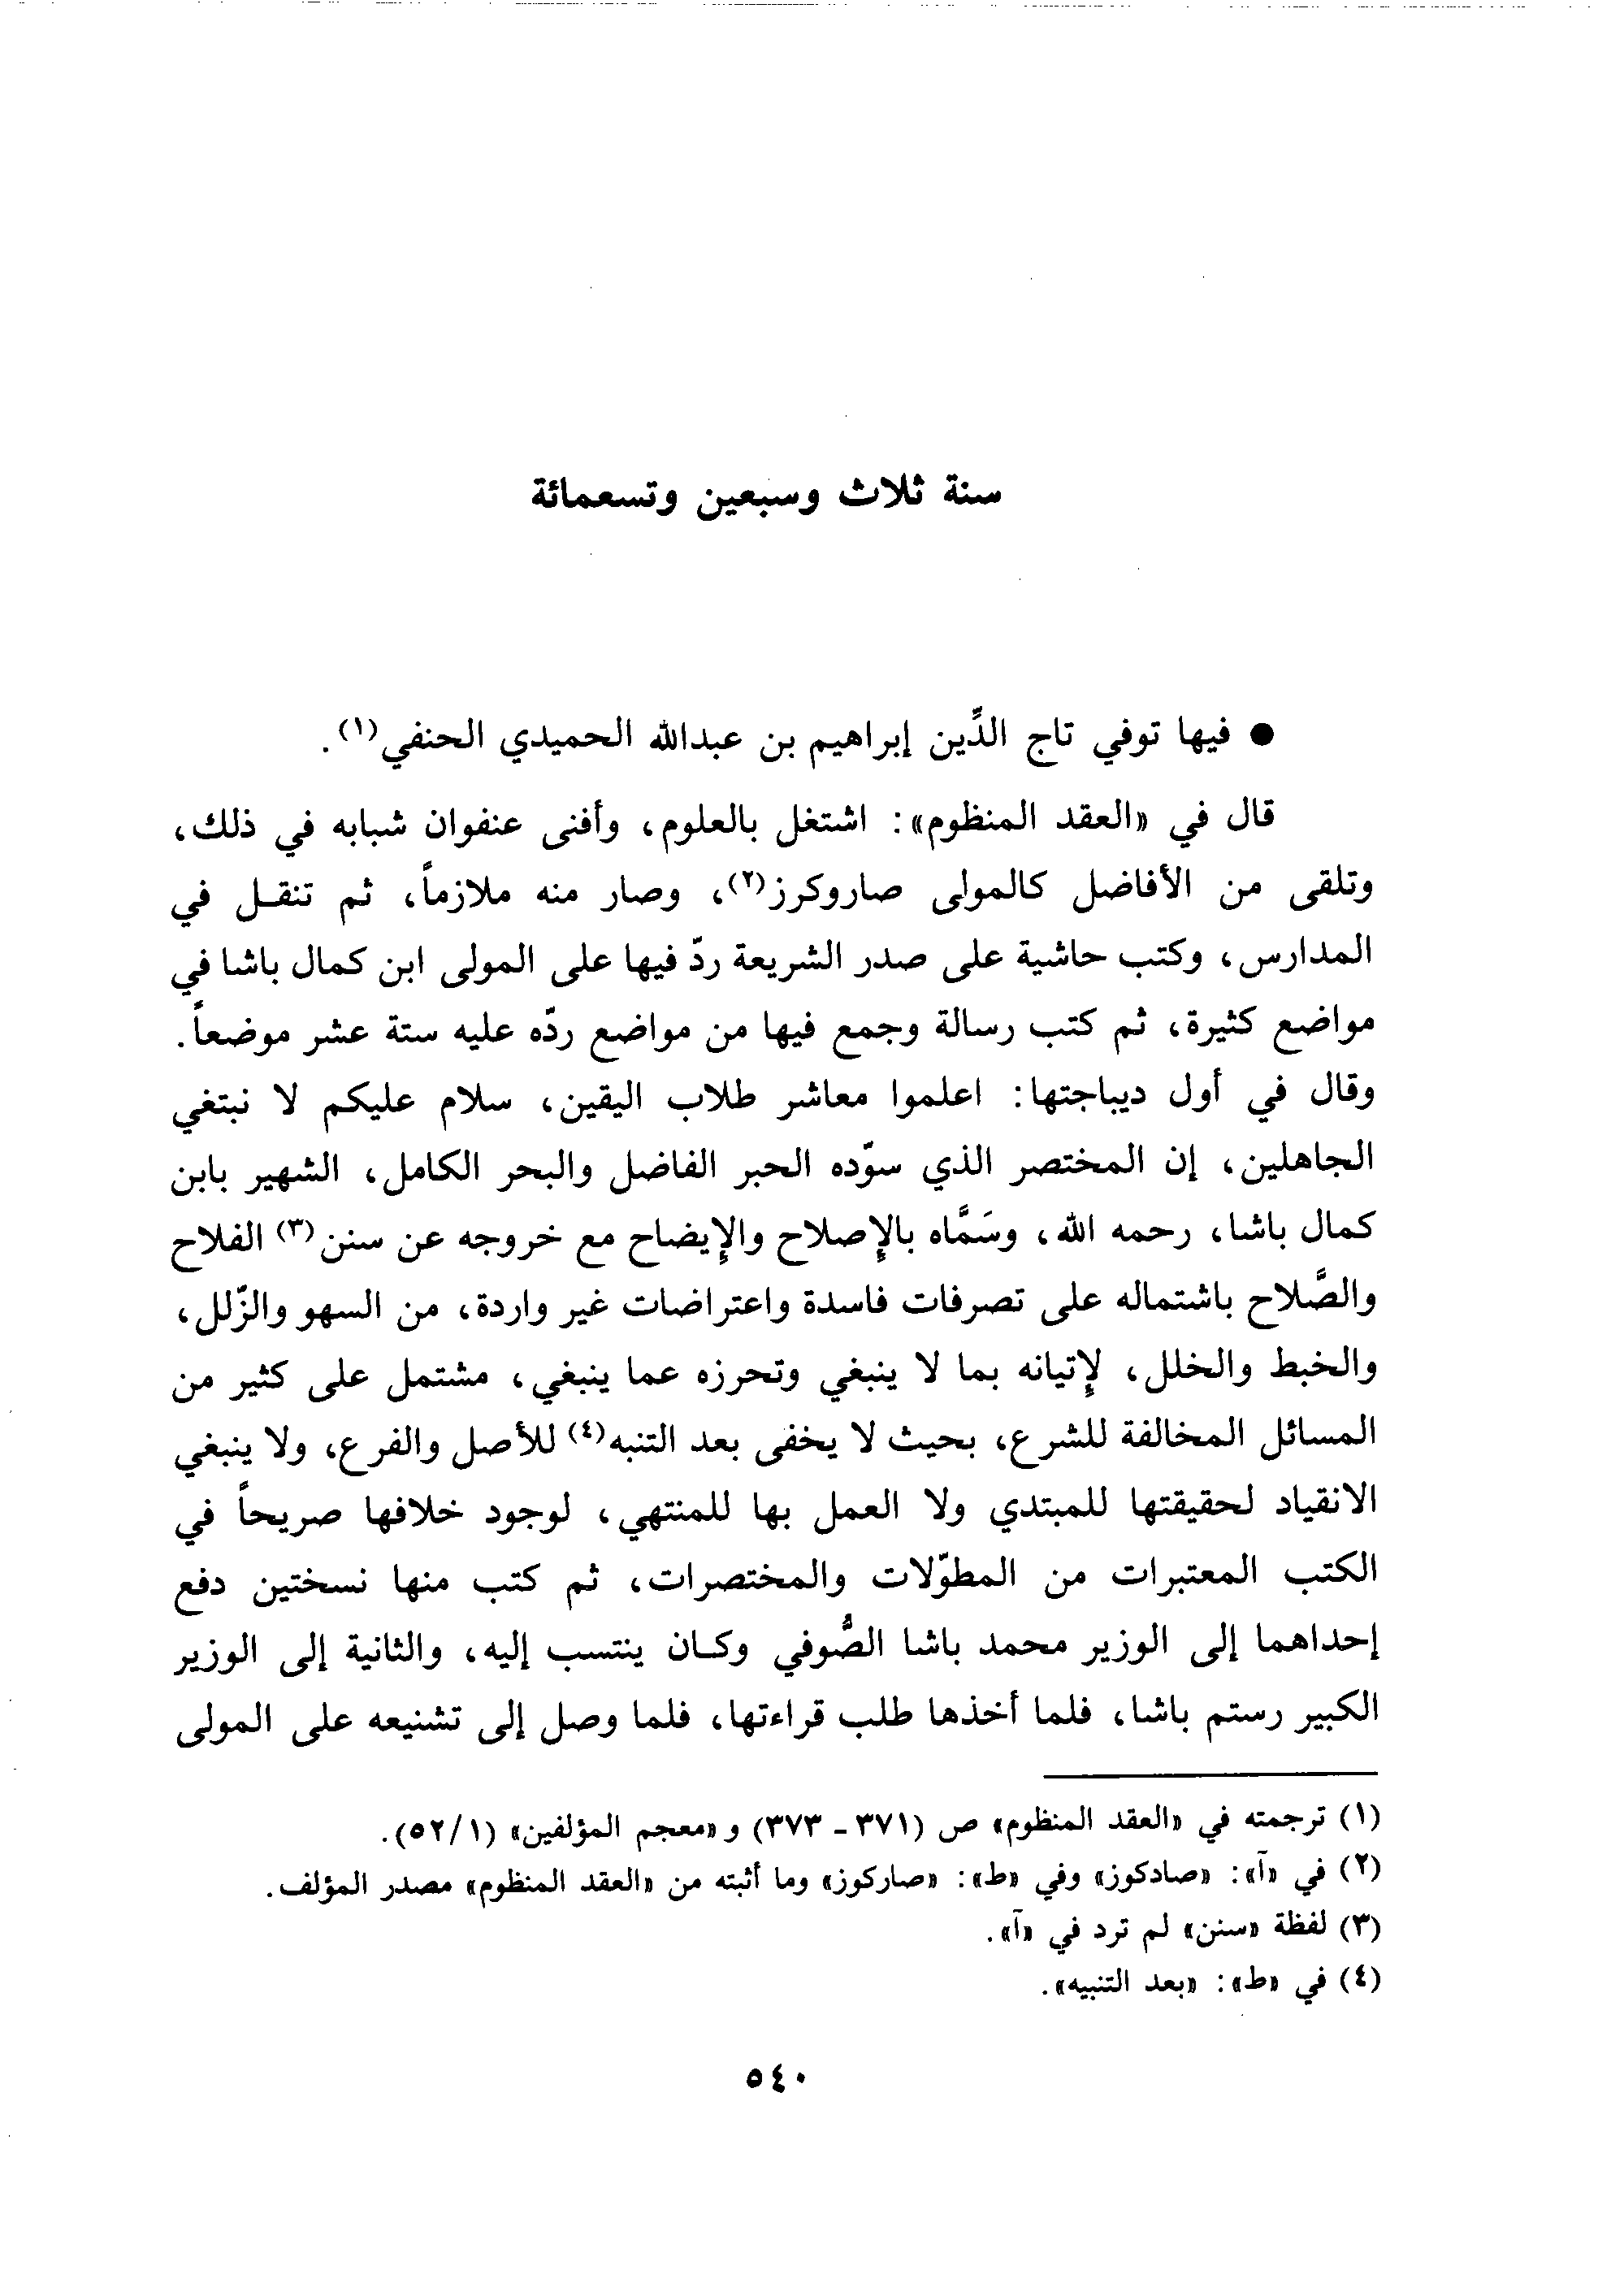 سنة ثلاث وسبعين وتسعمائة
● فيها توفي تاج الدِّين إبراهيم بن عبدالله الحميدي الحنفي(١).
قال في «العقد المنظوم»: اشتغل بالعلوم، وأفنى عنفوان شبابه في ذلك،
وتلقى من الأفاضل كالمولى صاروكرز(٢)، وصار منه ملازماً، ثم تنقل في
المدارس، وكتب حاشية على صدر الشريعة ردّ فيها على المولى ابن كمال باشا في
مواضع كثيرة، ثم كتب رسالة وجمع فيها من مواضع ردّه عليه ستة عشر موضعاً.
وقال في أول ديباجتها: اعلموا معاشر طلاب اليقين، سلام عليكم لا نبتغي
الجاهلين، إن المختصر الذي سوّده الحبر الفاضل والبحر الكامل، الشهير بابن
كمال باشا، رحمه الله، وسَمَّاه بالإصلاح والإيضاح مع خروجه عن سنن(٣) الفلاح
والصَّلاح باشتماله على تصرفات فاسدة واعتراضات غير واردة، من السهو والزّلل،
والخبط والخلل، لإتيانه بما لا ينبغي وتحرزه عما ينبغي، مشتمل على كثير من
المسائل المخالفة للشرع، بحيث لا يخفى بعد التنبه(٤) للأصل والفرع، ولا ينبغي
الانقياد لحقيقتها للمبتدي ولا العمل بها للمنتهي، لوجود خلافها صريحاً في
الكتب المعتبرات من المطوّلات والمختصرات، ثم كتب منها نسختين دفع
إحداهما إلى الوزير محمد باشا الصُّوفي وكان ينتسب إليه، والثانية إلى الوزير
الكبير رستم باشا، فلما أخذها طلب قراءتها، فلما وصل إلى تشنيعه على المولى
(١) ترجمته في «العقد المنظوم» ص (٣٧١ - ٣٧٣) و «معجم المؤلفين» (٥٢/١).
(٢) في «آ»: «صادكوز» وفي «ط»: «صاركوز» وما أثبته من «العقد المنظوم» مصدر المؤلف.
(٣) لفظة «سنن» لم ترد في «آ».
(٤) في «ط»: «بعد التنبيه».
٥٤٠